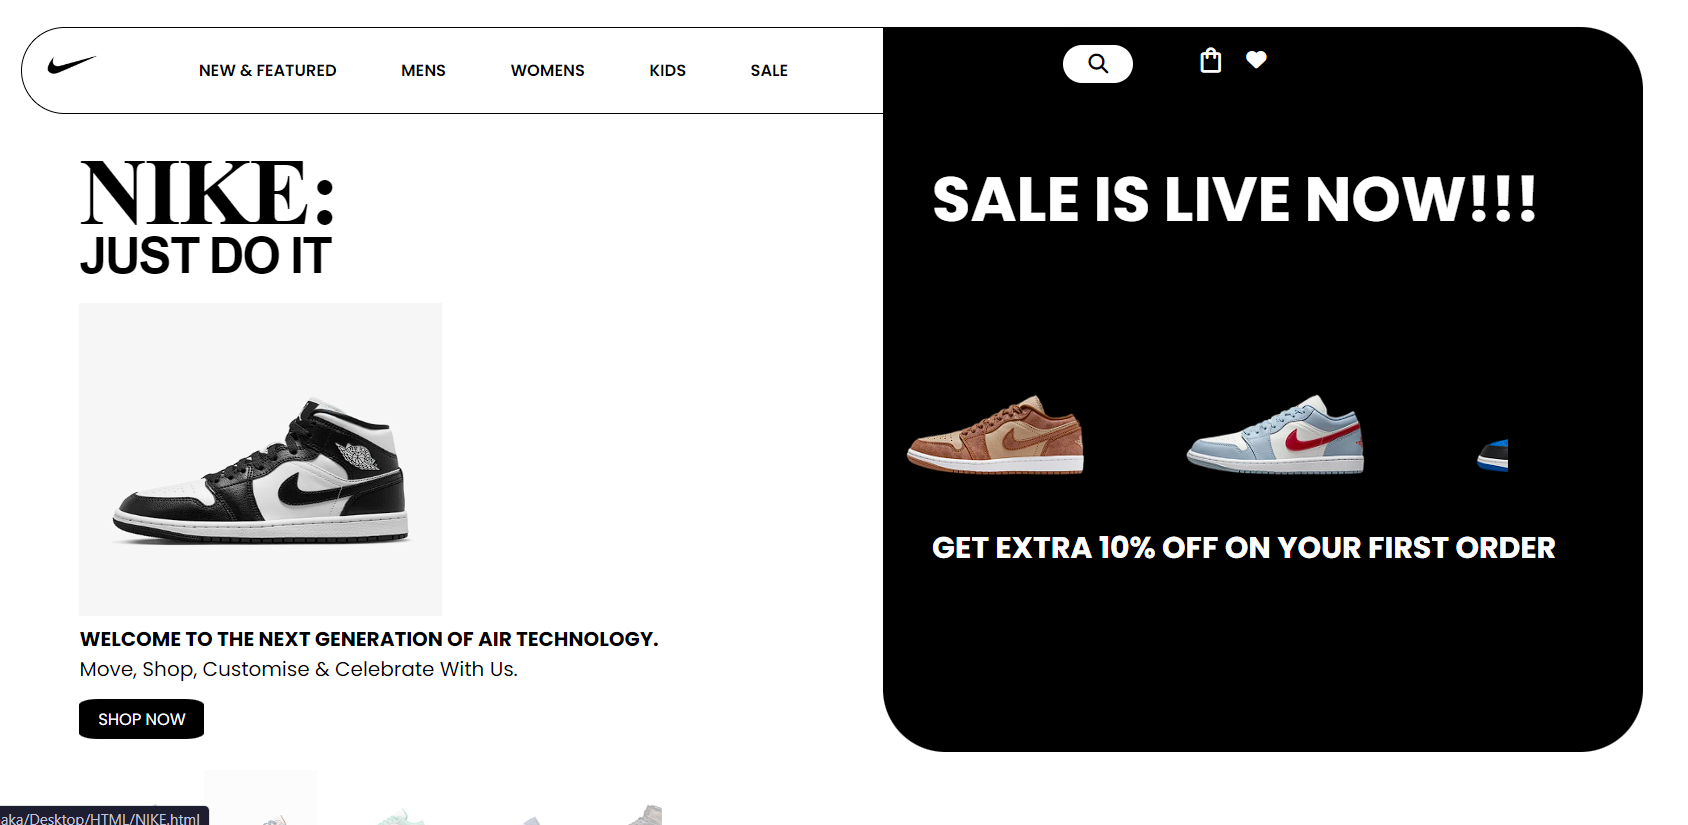 NEW & FEATURED MENS WOMENS KIDS SALE
NIKE:
JUST DO IT
WELCOME TO THE NEXT GENERATION OF AIR TECHNOLOGY.
Move, Shop, Customise & Celebrate With Us.
SHOP NOW
SALE IS LIVE NOW!!!
GET EXTRA 10% OFF ON YOUR FIRST ORDER
aka/Desktop/HTML/NIKE.html